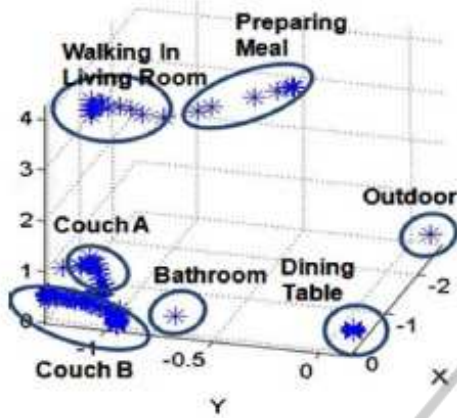 Preparing
Meal
Walking In
Living Room
4
3
2
1
0
Outdoor
Couch A
Bathroom
Dining
Table
Couch B
-1
-0.5
0
0
-1
-2
Y
X